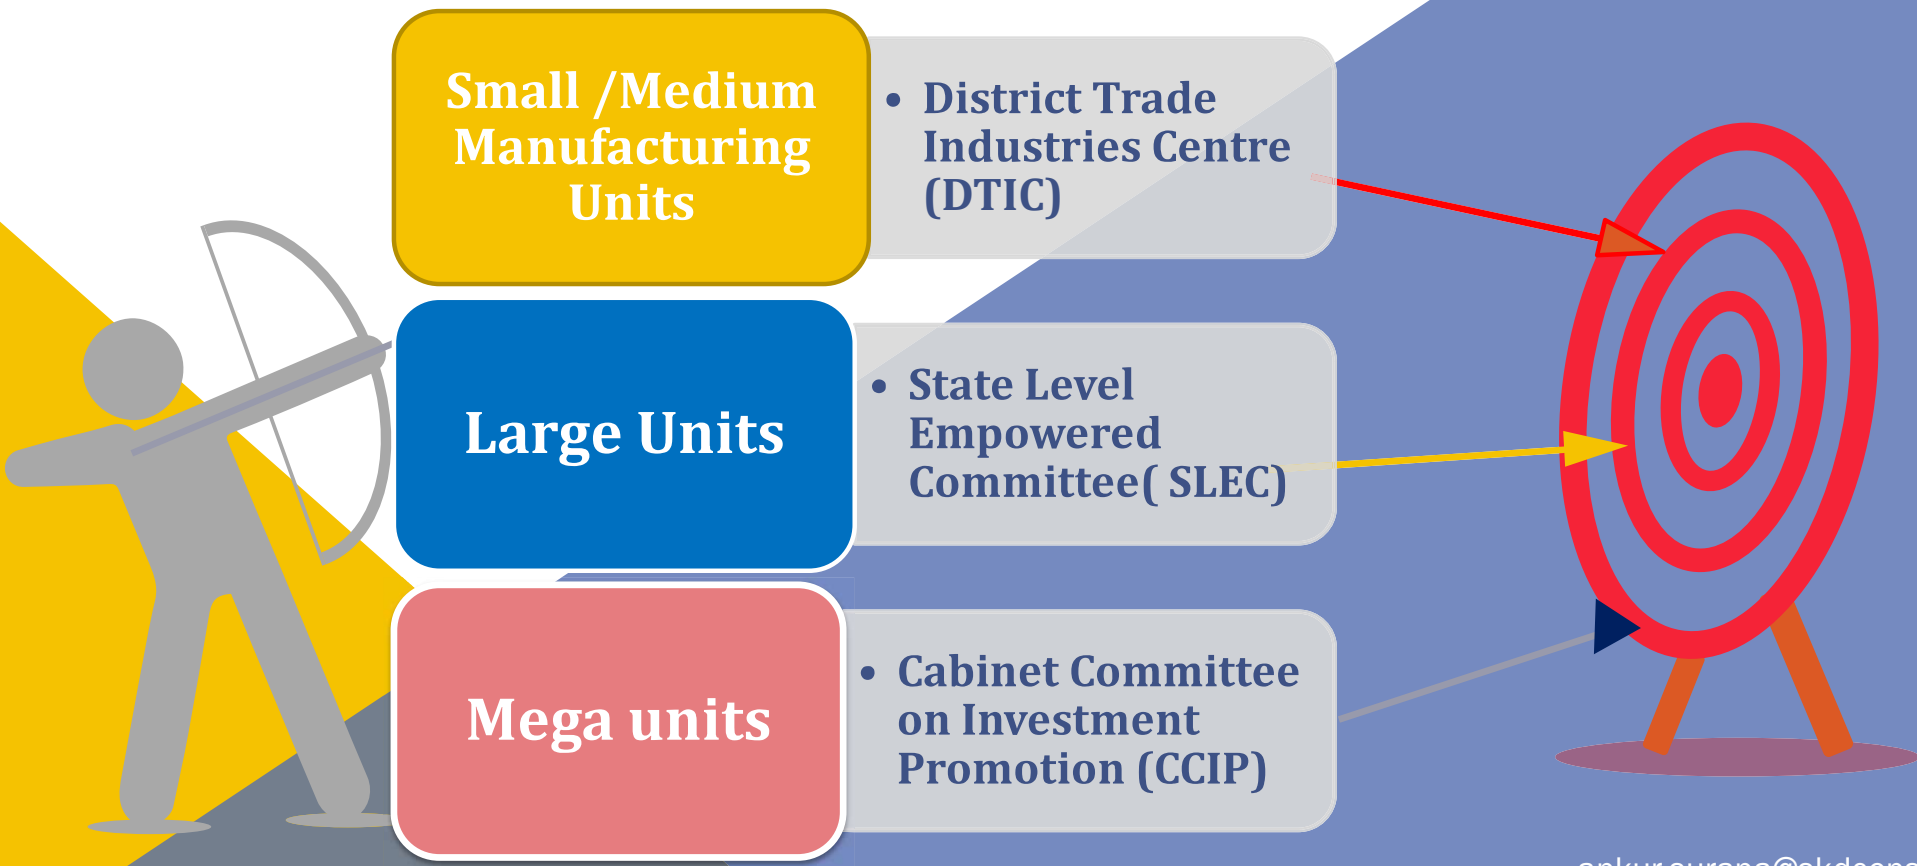 Small /Medium
Manufacturing
Units
• District Trade
Industries Centre
(DTIC)
Large Units
• State Level
Empowered
Committee( SLEC)
Mega units
• Cabinet Committee
on Investment
Promotion (CCIP)